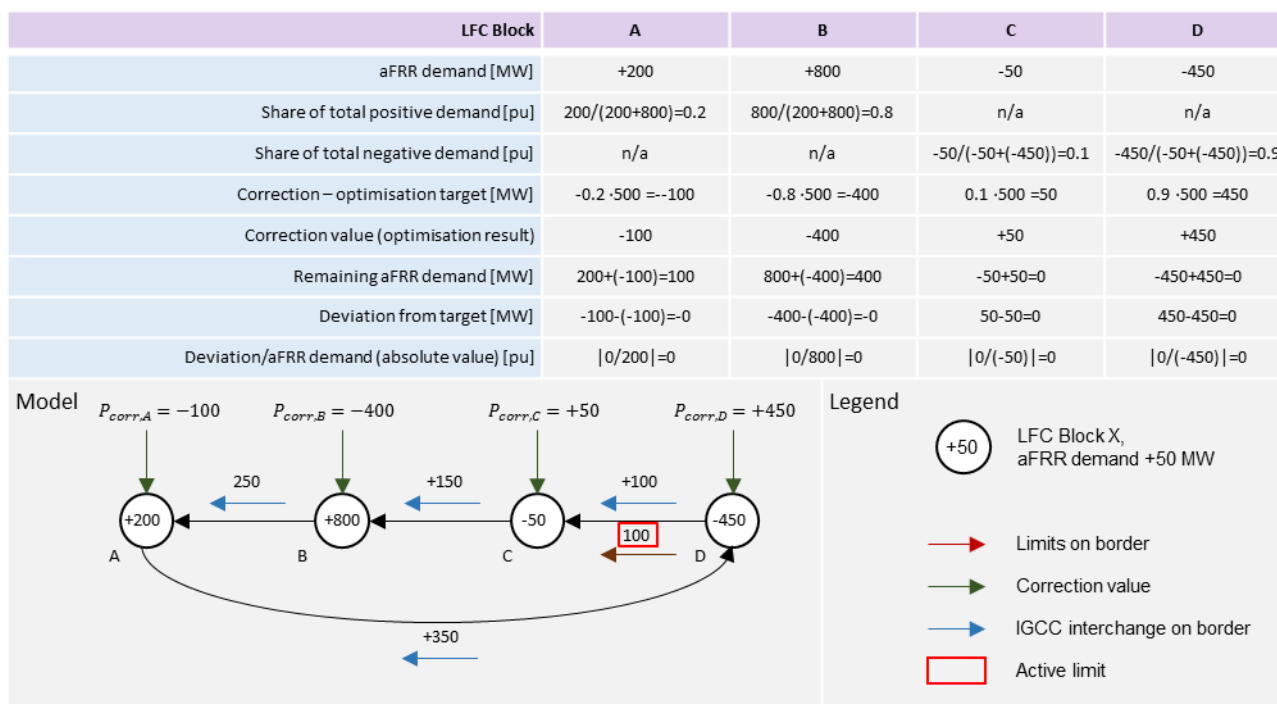 LFC Block A B C D
aFRR demand [MW] +200 +800 -50 -450
Share of total positive demand [pu] 200/(200+800)=0.2 800/(200+800)=0.8 n/a n/a
Share of total negative demand [pu] n/a n/a -50/(-50+(-450))=0.1 -450/(-50+(-450))=0.9
Correction – optimisation target [MW] -0.2 ·500 =--100 -0.8 ·500 =-400 0.1 ·500 =50 0.9 ·500 =450
Correction value (optimisation result) -100 -400 +50 +450
Remaining aFRR demand [MW] 200+(-100)=100 800+(-400)=400 -50+50=0 -450+450=0
Deviation from target [MW] -100-(-100)=-0 -400-(-400)=-0 50-50=0 450-450=0
Deviation/aFRR demand (absolute value) [pu] |0/200|=0 |0/800|=0 |0/(-50)|=0 |0/(-450)|=0
Model Legend
P_corr,A = −100 P_corr,B = −400 P_corr,C = +50 P_corr,D = +450
+50 LFC Block X,
aFRR demand +50 MW
250 +150 +100
+200 +800 -50 -450
100
A B C D
Limits on border
Correction value
+350
IGCC interchange on border
Active limit